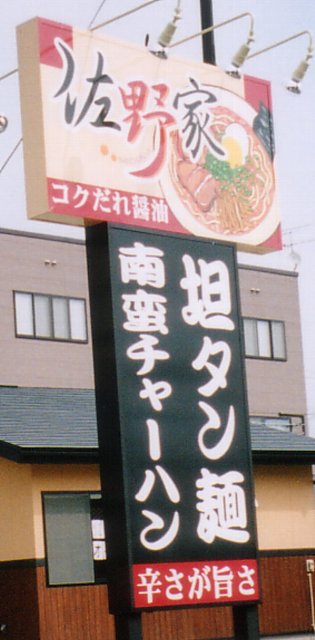 佐野家
コクだれ醤油
坦タン麺
南蛮チャーハン
辛さが旨さ